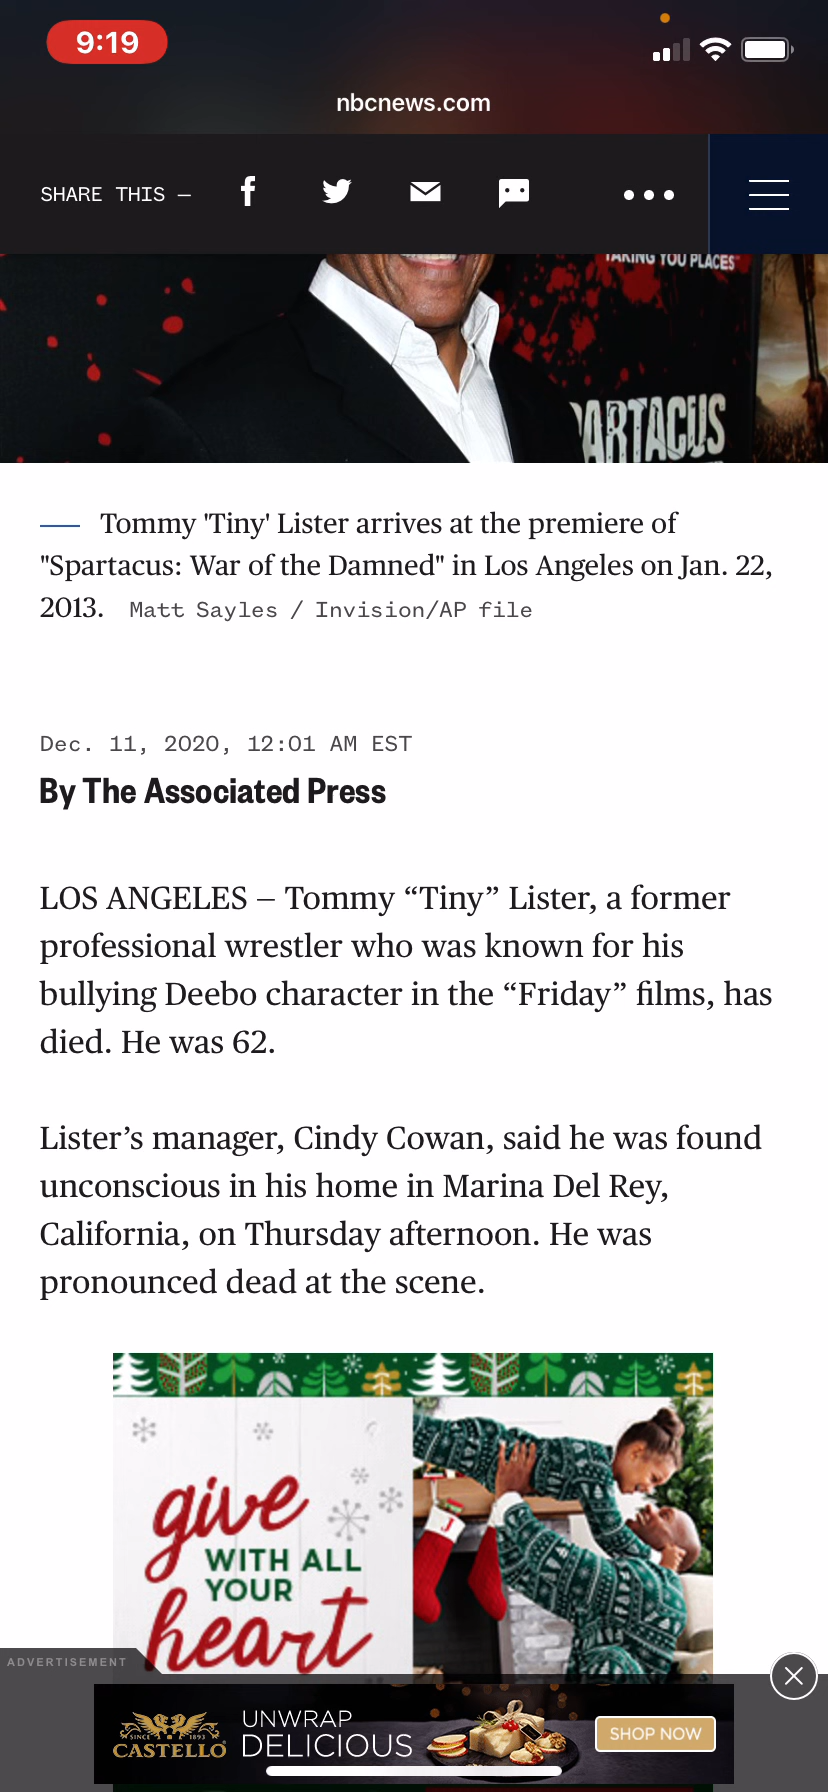 9:19
nbcnews.com
SHARE THIS —
TAKING YOU PLACES
PARTACUS
Tommy 'Tiny' Lister arrives at the premiere of
"Spartacus: War of the Damned" in Los Angeles on Jan. 22,
2013. Matt Sayles / Invision/AP file
Dec. 11, 2020, 12:01 AM EST
By The Associated Press
LOS ANGELES — Tommy “Tiny” Lister, a former
professional wrestler who was known for his
bullying Deebo character in the “Friday” films, has
died. He was 62.
Lister’s manager, Cindy Cowan, said he was found
unconscious in his home in Marina Del Rey,
California, on Thursday afternoon. He was
pronounced dead at the scene.
give
WITH ALL
YOUR
heart
J
ADVERTISEMENT
SINCE 1893
CASTELLO
UNWRAP
DELICIOUS
SHOP NOW